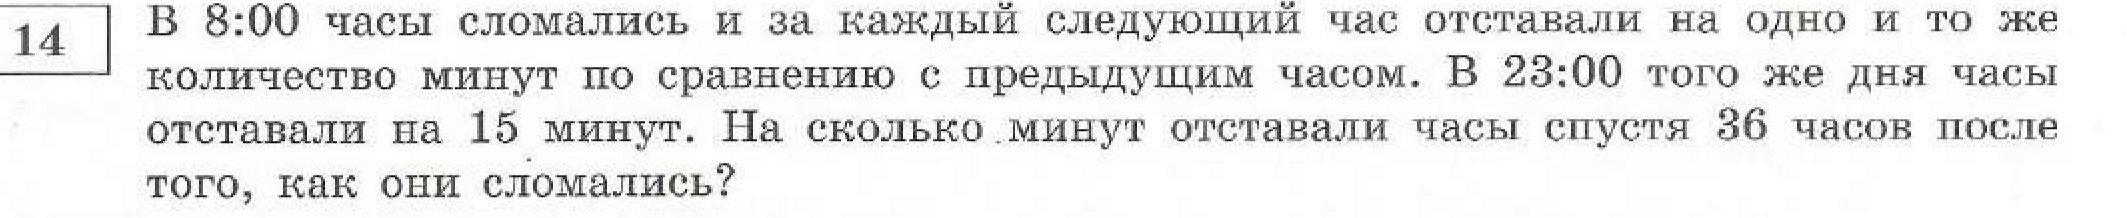 14
В 8:00 часы сломались и за каждый следующий час отставали на одно и то же
количество минут по сравнению с предыдущим часом. В 23:00 того же дня часы
отставали на 15 минут. На сколько минут отставали часы спустя 36 часов после
того, как они сломались?